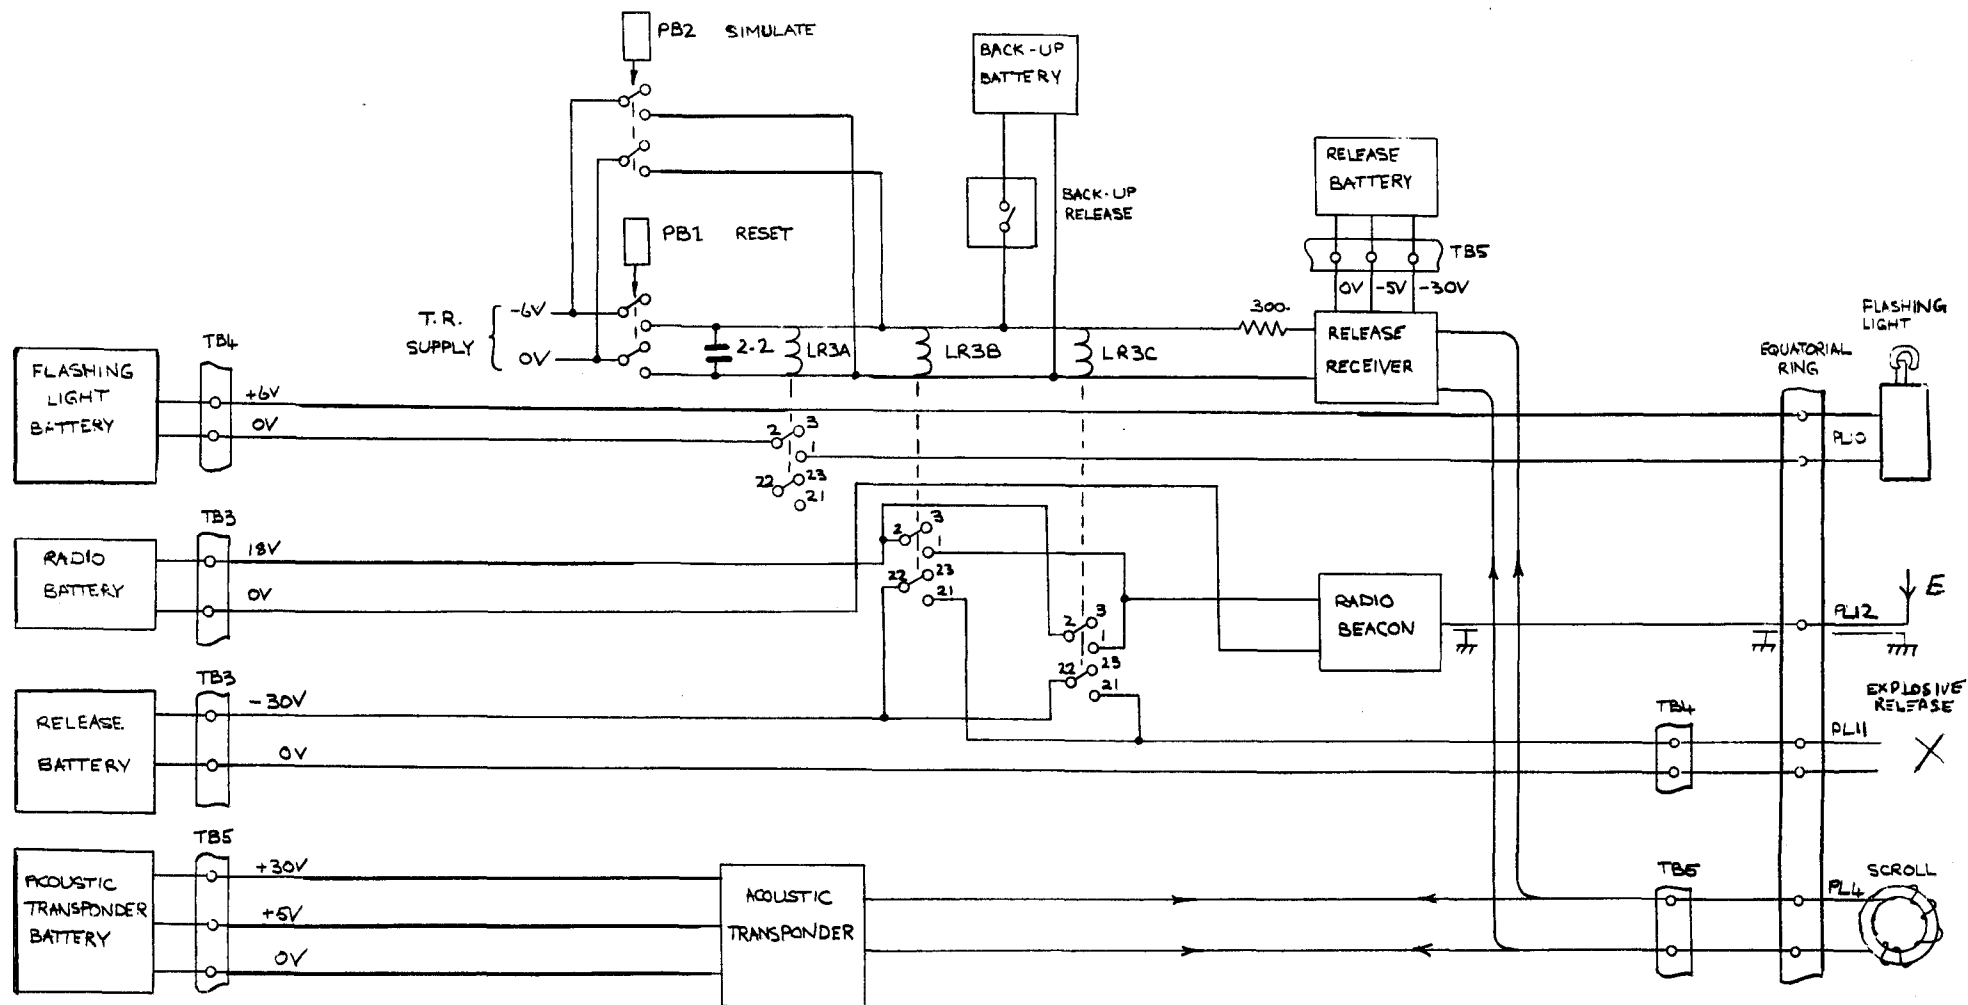 PB2 SIMULATE
BACK-UP
BATTERY
RELEASE
BATTERY
BACK-UP
RELEASE
PB1 RESET
TB5
0V -5V -30V
T.R.
SUPPLY
-6V
0V
2.2
LR3A
LR3B
LR3C
300.
RELEASE
RECEIVER
FLASHING
LIGHT
EQUATORIAL
RING
FLASHING
LIGHT
BATTERY
TB4
+6V
0V
2 3
1
22 23
21
PL10
RADIO
BATTERY
TB3
18V
0V
2 3
1
22 23
21
2 3
1
22 23
21
RADIO
BEACON
PL12
E
RELEASE
BATTERY
TB3
-30V
0V
TB4
PL11
EXPLOSIVE
RELEASE
ACOUSTIC
TRANSPONDER
BATTERY
TB5
+30V
+5V
0V
ACOUSTIC
TRANSPONDER
TB5
PL4
SCROLL